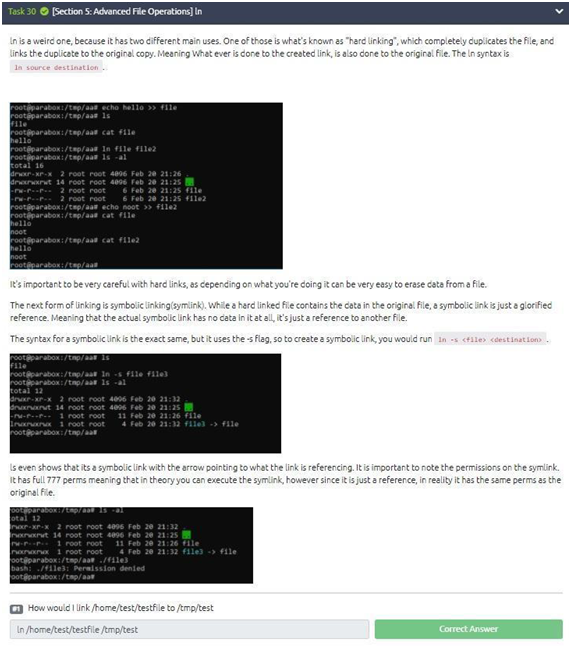 Task 30 [Section 5: Advanced File Operations] ln
ln is a weird one, because it has two different main uses. One of those is what's known as "hard linking", which completely duplicates the file, and
links the duplicate to the original copy. Meaning What ever is done to the created link, is also done to the original file. The ln syntax is
ln source destination .
root@parabox:/tmp/aa# echo hello >> file
root@parabox:/tmp/aa# ls
file
root@parabox:/tmp/aa# cat file
hello
root@parabox:/tmp/aa# ln file file2
root@parabox:/tmp/aa# ls -al
total 16
drwxr-xr-x 2 root root 4096 Feb 20 21:26 .
drwxrwxrwt 14 root root 4096 Feb 20 21:25 ..
-rw-r--r-- 2 root root 6 Feb 20 21:25 file
-rw-r--r-- 2 root root 6 Feb 20 21:25 file2
root@parabox:/tmp/aa# echo noot >> file2
root@parabox:/tmp/aa# cat file
hello
noot
root@parabox:/tmp/aa# cat file2
hello
noot
root@parabox:/tmp/aa#
It's important to be very careful with hard links, as depending on what you're doing it can be very easy to erase data from a file.
The next form of linking is symbolic linking(symlink). While a hard linked file contains the data in the original file, a symbolic link is just a glorified
reference. Meaning that the actual symbolic link has no data in it at all, it's just a reference to another file.
The syntax for a symbolic link is the exact same, but it uses the -s flag, so to create a symbolic link, you would run ln -s <file> <destination> .
root@parabox:/tmp/aa# ls
file
root@parabox:/tmp/aa# ln -s file file3
root@parabox:/tmp/aa# ls -al
total 12
drwxr-xr-x 2 root root 4096 Feb 20 21:32 .
drwxrwxrwt 14 root root 4096 Feb 20 21:25 ..
-rw-r--r-- 1 root root 11 Feb 20 21:26 file
lrwxrwxrwx 1 root root 4 Feb 20 21:32 file3 -> file
root@parabox:/tmp/aa#
ls even shows that its a symbolic link with the arrow pointing to what the link is referencing. It is important to note the permissions on the symlink.
It has full 777 perms meaning that in theory you can execute the symlink, however since it is just a reference, in reality it has the same perms as the
original file.
oot@parabox:/tmp/aa# ls -al
otal 12
rwxr-xr-x 2 root root 4096 Feb 20 21:32 .
rwxrwxrwt 14 root root 4096 Feb 20 21:25 ..
rw-r--r-- 1 root root 11 Feb 20 21:26 file
rwxrwxrwx 1 root root 4 Feb 20 21:32 file3 -> file
oot@parabox:/tmp/aa# ./file3
bash: ./file3: Permission denied
oot@parabox:/tmp/aa#
#1 How would I link /home/test/testfile to /tmp/test
ln /home/test/testfile /tmp/test
Correct Answer